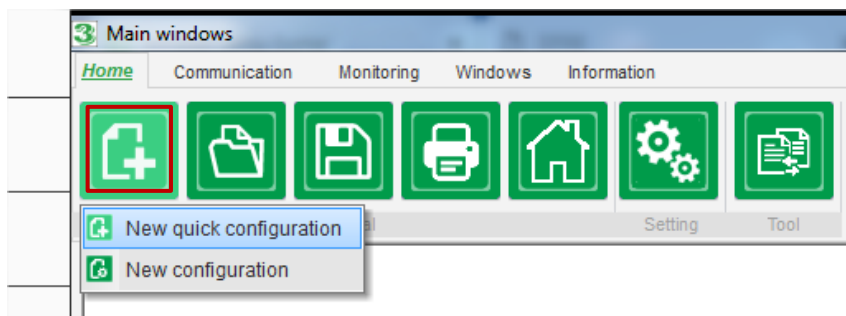 Main windows
Home Communication Monitoring Windows Information
New quick configuration
Setting Tool
New configuration